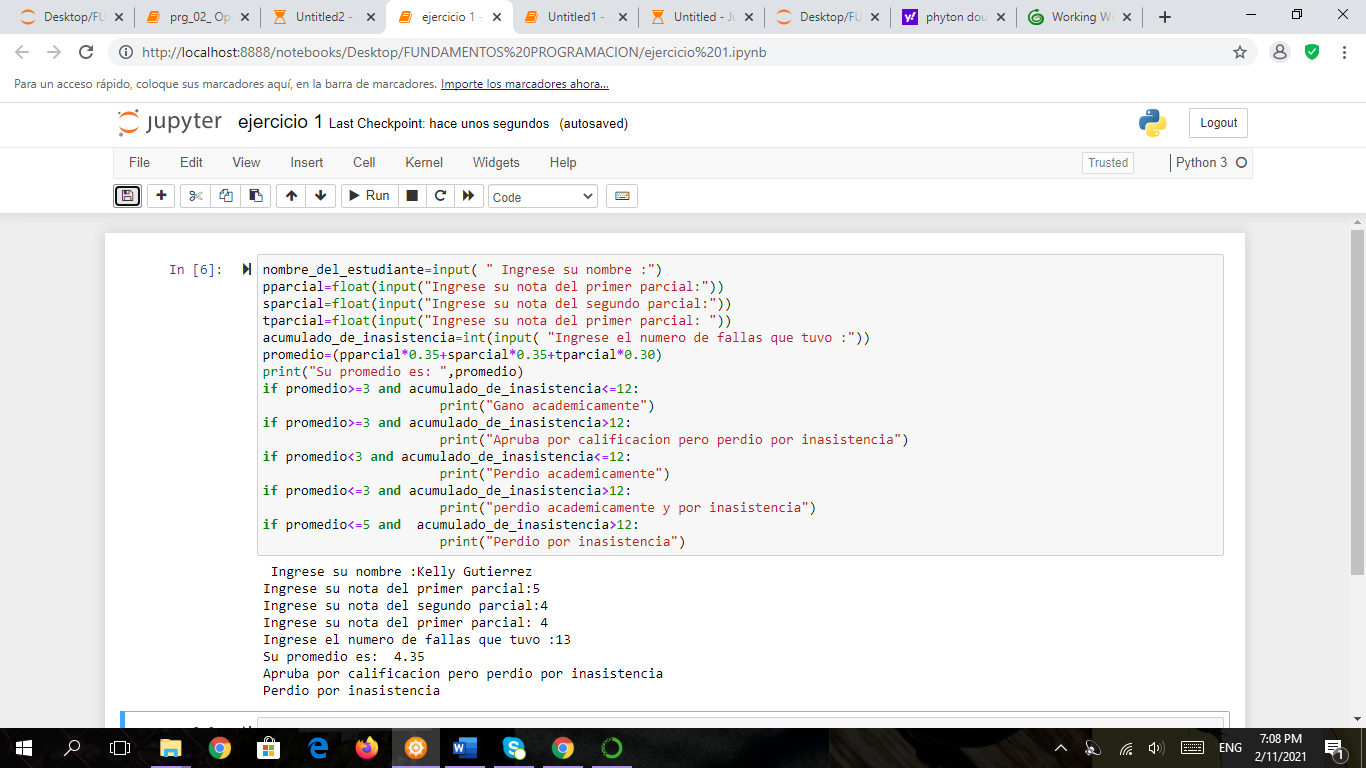 Desktop/FU
prg_02_ Op
Untitled2 -
ejercicio 1 -
Untitled1 -
Untitled - Ju
Desktop/FU
phyton dou
Working Wi
http://localhost:8888/notebooks/Desktop/FUNDAMENTOS%20PROGRAMACION/ejercicio%201.ipynb
Para un acceso rápido, coloque sus marcadores aquí, en la barra de marcadores. Importe los marcadores ahora...
jupyter ejercicio 1 Last Checkpoint: hace unos segundos (autosaved)
Logout
File Edit View Insert Cell Kernel Widgets Help
Trusted
Python 3
Run
Code
In [6]:
nombre_del_estudiante=input( " Ingrese su nombre :")
pparcial=float(input("Ingrese su nota del primer parcial:"))
sparcial=float(input("Ingrese su nota del segundo parcial:"))
tparcial=float(input("Ingrese su nota del primer parcial: "))
acumulado_de_inasistencia=int(input( "Ingrese el numero de fallas que tuvo :"))
promedio=(pparcial*0.35+sparcial*0.35+tparcial*0.30)
print("Su promedio es: ",promedio)
if promedio>=3 and acumulado_de_inasistencia<=12:
print("Gano academicamente")
if promedio>=3 and acumulado_de_inasistencia>12:
print("Apruba por calificacion pero perdio por inasistencia")
if promedio<3 and acumulado_de_inasistencia<=12:
print("Perdio academicamente")
if promedio<=3 and acumulado_de_inasistencia>12:
print("perdio academicamente y por inasistencia")
if promedio<=5 and  acumulado_de_inasistencia>12:
print("Perdio por inasistencia")
Ingrese su nombre :Kelly Gutierrez
Ingrese su nota del primer parcial:5
Ingrese su nota del segundo parcial:4
Ingrese su nota del primer parcial: 4
Ingrese el numero de fallas que tuvo :13
Su promedio es:  4.35
Apruba por calificacion pero perdio por inasistencia
Perdio por inasistencia
ENG
7:08 PM
2/11/2021
1